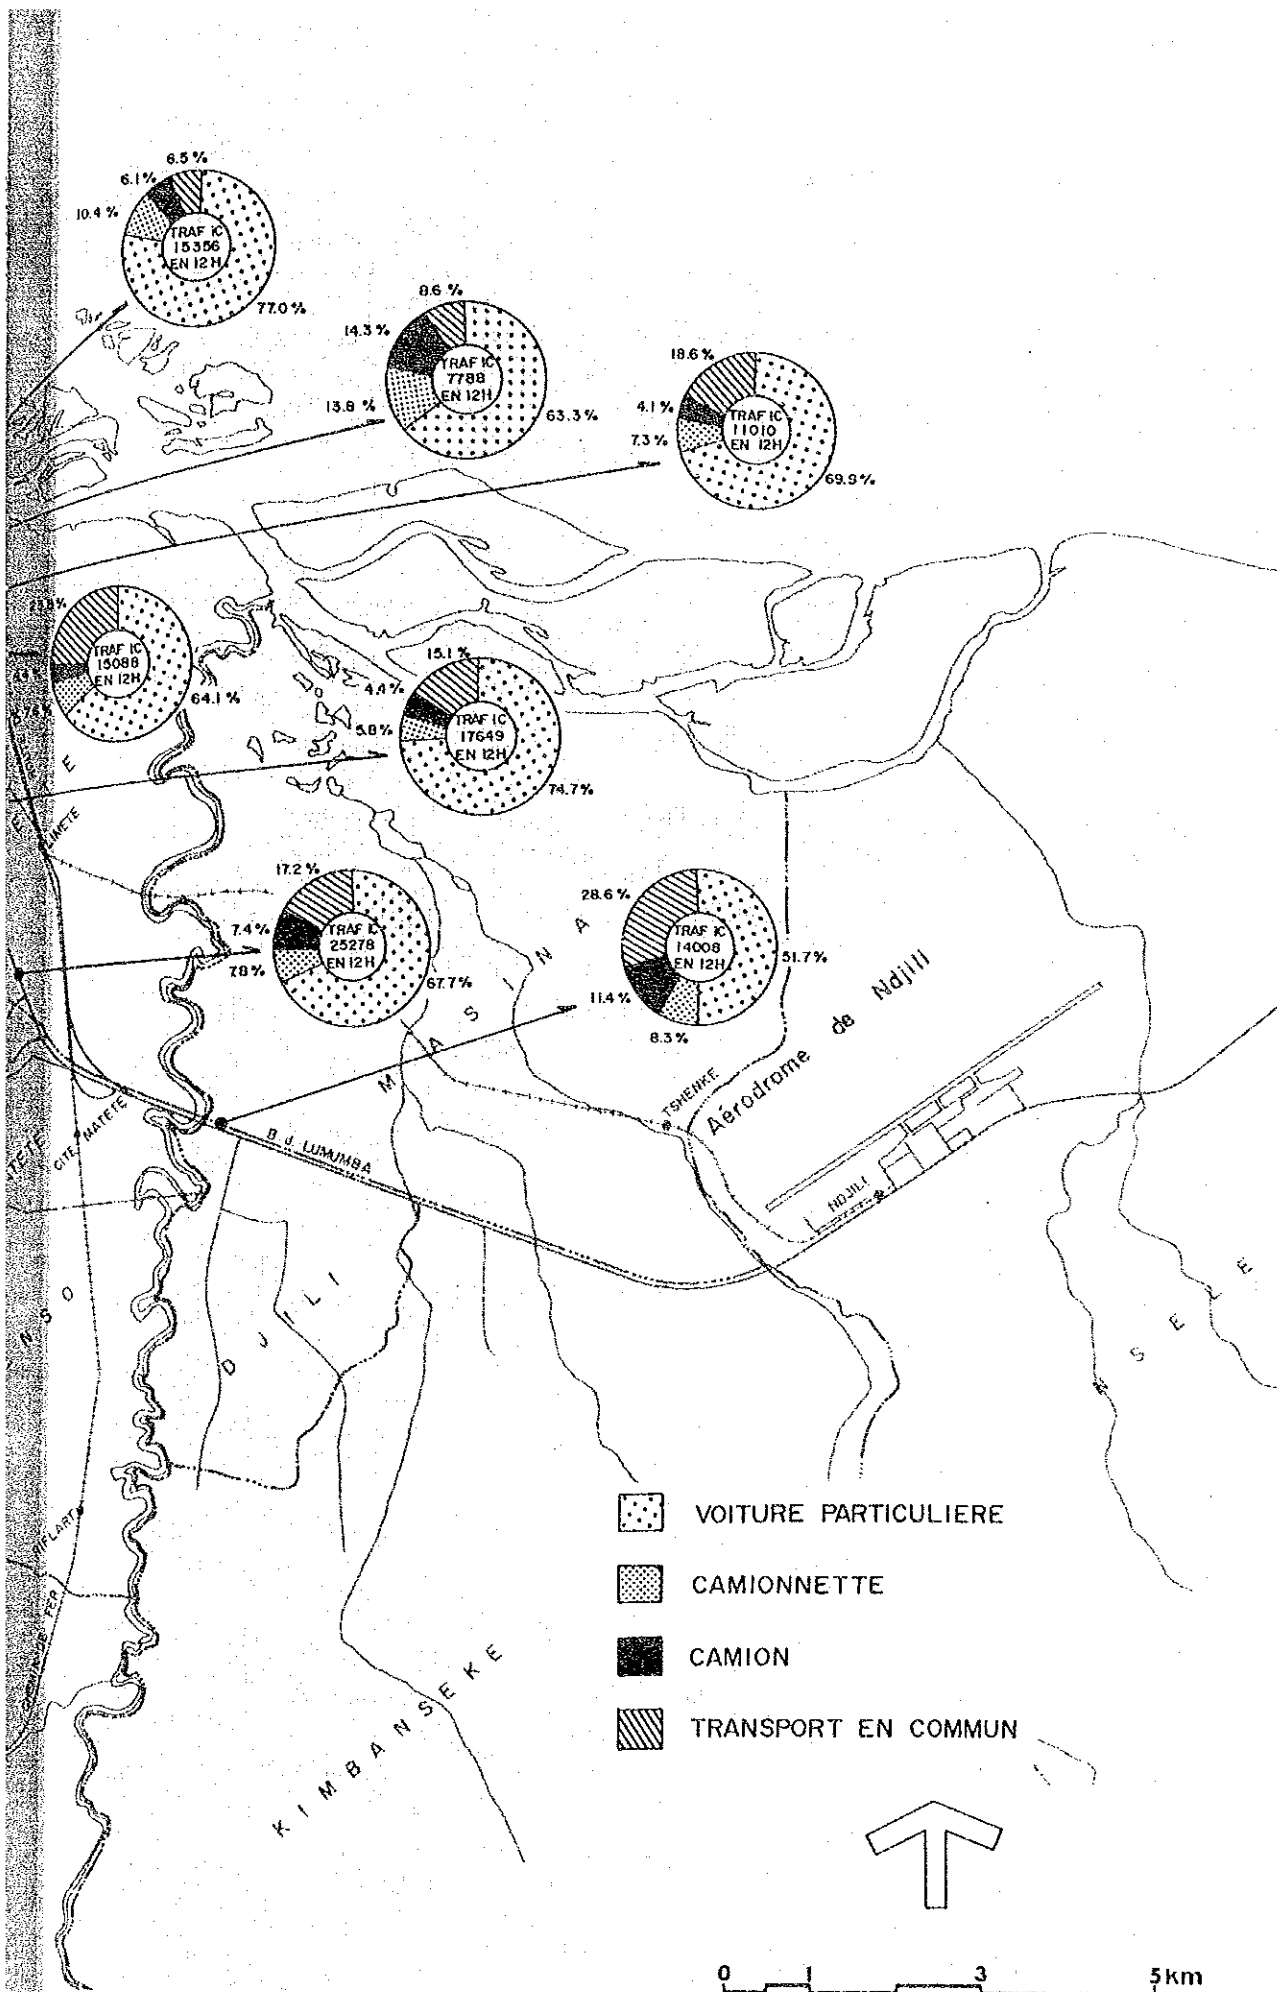 6.5 %
6.1 %
10.4 %
TRAFIC
15356
EN 12H
77.0 %
8.6 %
14.3 %
TRAFIC
7788
EN 12H
13.8 %
63.3 %
18.6 %
4.1 %
TRAFIC
11010
EN 12H
7.3 %
69.9 %
TRAFIC
15088
EN 12H
64.1 %
15.1 %
4.4 %
5.8 %
TRAFIC
17649
EN 12H
74.7 %
E
17.2 %
7.4 %
TRAFIC
25278
EN 12H
7.8 %
67.7 %
28.6 %
TRAFIC
14008
EN 12H
51.7 %
11.4 %
8.3 %
MASINA
Aérodrome de Ndjili
TSHENKE
NDJILI
CITE MATETE
Bd. LUMUMBA
DJILI
SELE
KIMBANSEKE
VOITURE PARTICULIERE
CAMIONNETTE
CAMION
TRANSPORT EN COMMUN
0 1 3 5km